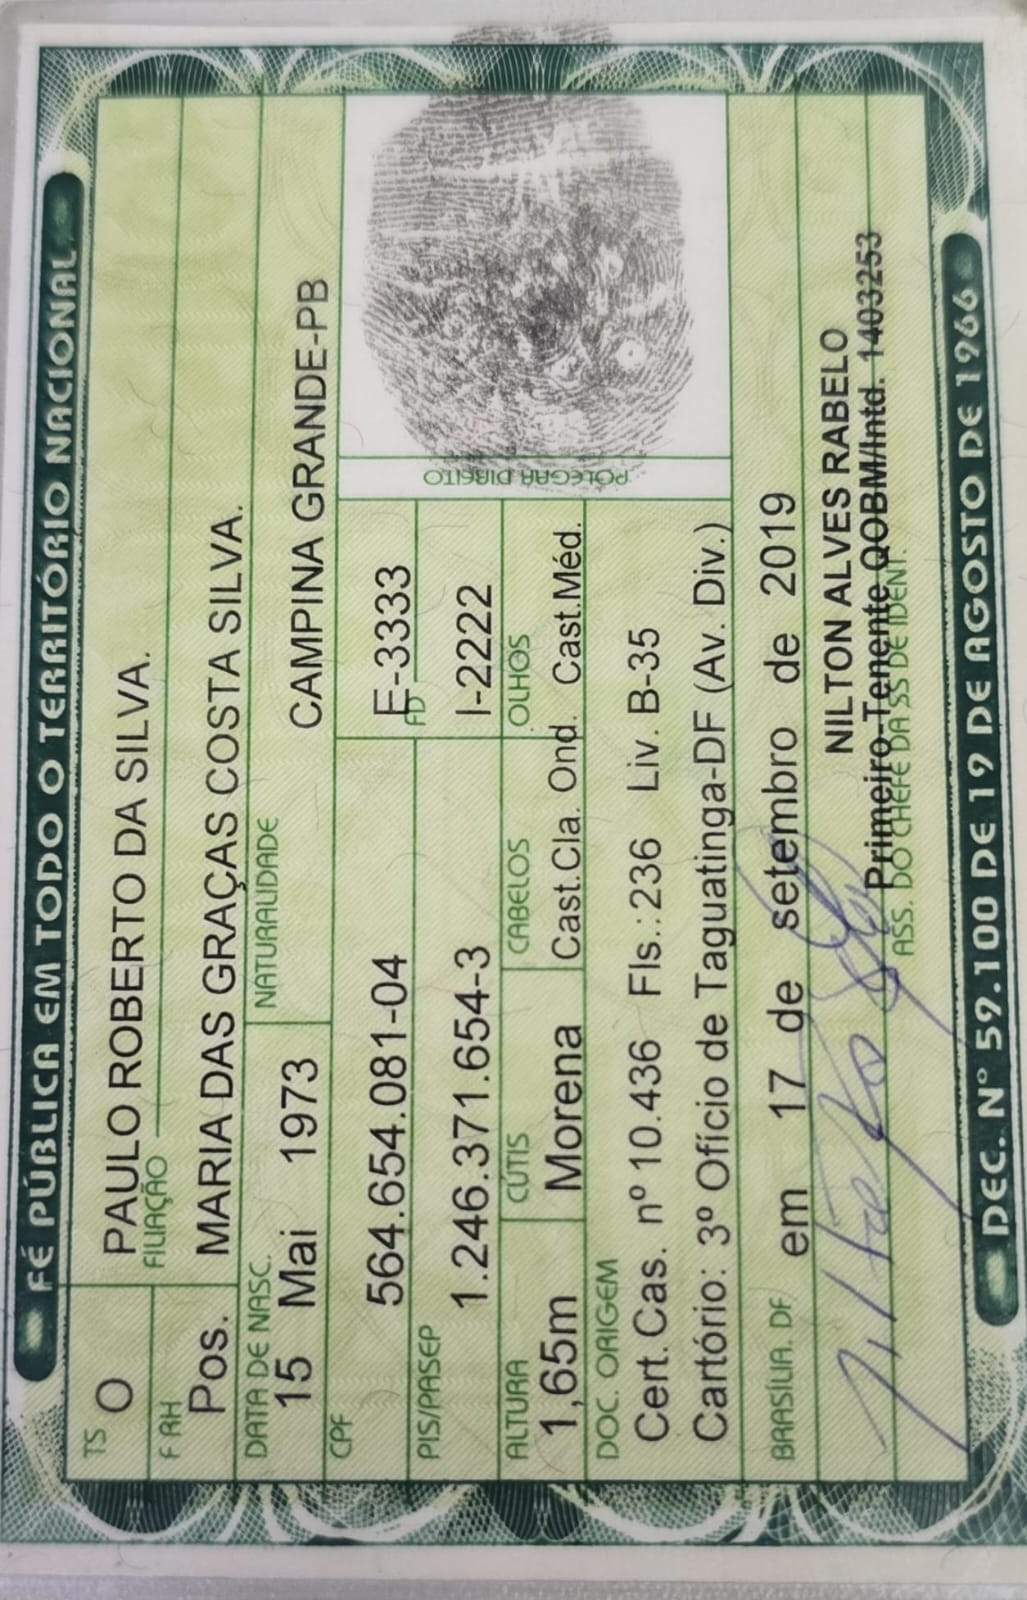 FÉ PÚBLICA EM TODO O TERRITÓRIO NACIONAL
TS O
PAULO ROBERTO DA SILVA.
FILIAÇÃO
F RH Pos.
MARIA DAS GRAÇAS COSTA SILVA.
DATA DE NASC. NATURALIDADE
15 Mai 1973 CAMPINA GRANDE-PB
CPF 564.654.081-04 E-3333
FD
PIS/PASEP 1.246.371.654-3 I-2222
ALTURA CÚTIS CABELOS OLHOS
1,65m Morena Cast.Cla. Ond. Cast.Méd.
DOC. ORIGEM
Cert. Cas. nº 10.436 Fls.:236 Liv. B-35
Cartório: 3º Ofício de Taguatinga-DF (Av. Div.)
BRASÍLIA. DF em 17 de setembro de 2019
POLEGAR DIREITO
NILTON ALVES RABELO
Primeiro-Tenente QOBM/Intd. 1403253
ASS. DO CHEFE DA SS DE IDENT.
DEC. N° 59.100 DE 19 DE AGOSTO DE 1966